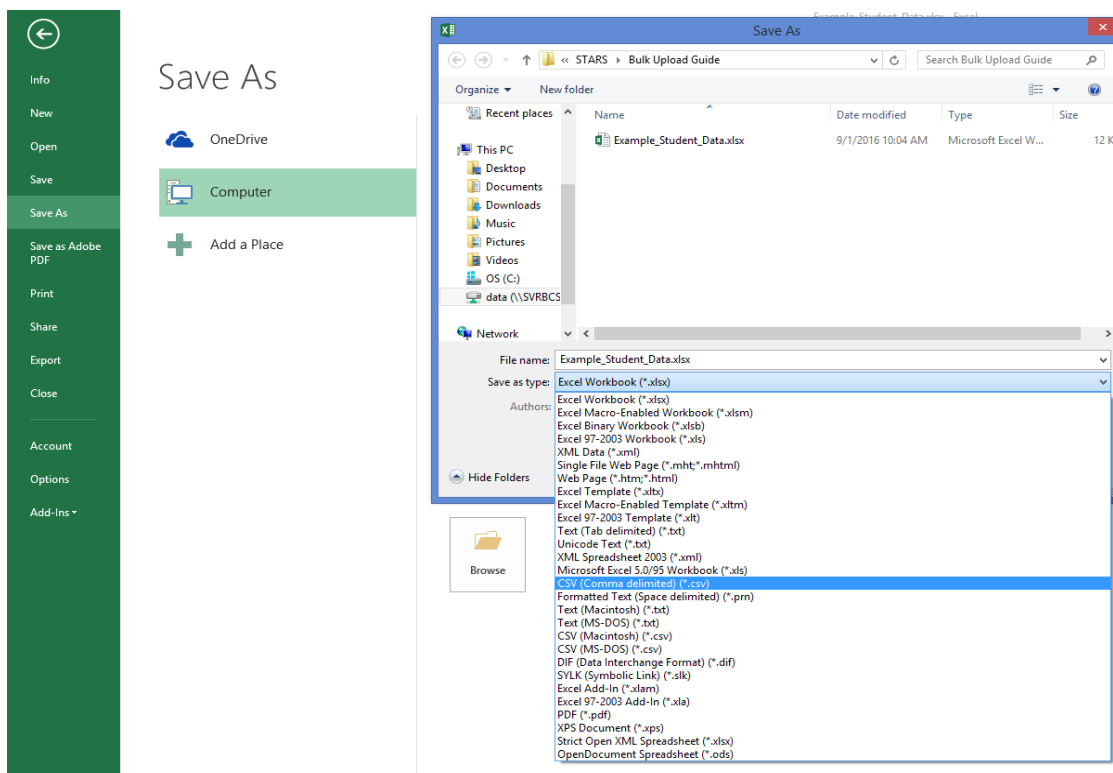 Example_Student_Data.xlsx - Excel
Info
New
Open
Save
Save As
Save as Adobe
PDF
Print
Share
Export
Close
Account
Options
Add-Ins
Save As
OneDrive
Computer
Add a Place
Browse
Save As
« STARS Bulk Upload Guide
Search Bulk Upload Guide
Organize New folder
Recent places
This PC
Desktop
Documents
Downloads
Music
Pictures
Videos
OS (C:)
data (\\SVRBCS
Network
Name Date modified Type Size
Example_Student_Data.xlsx 9/1/2016 10:04 AM Microsoft Excel W... 12 K
File name: Example_Student_Data.xlsx
Save as type: Excel Workbook (*.xlsx)
Authors:
Hide Folders
Excel Workbook (*.xlsx)
Excel Macro-Enabled Workbook (*.xlsm)
Excel Binary Workbook (*.xlsb)
Excel 97-2003 Workbook (*.xls)
XML Data (*.xml)
Single File Web Page (*.mht;*.mhtml)
Web Page (*.htm;*.html)
Excel Template (*.xltx)
Excel Macro-Enabled Template (*.xltm)
Excel 97-2003 Template (*.xlt)
Text (Tab delimited) (*.txt)
Unicode Text (*.txt)
XML Spreadsheet 2003 (*.xml)
Microsoft Excel 5.0/95 Workbook (*.xls)
CSV (Comma delimited) (*.csv)
Formatted Text (Space delimited) (*.prn)
Text (Macintosh) (*.txt)
Text (MS-DOS) (*.txt)
CSV (Macintosh) (*.csv)
CSV (MS-DOS) (*.csv)
DIF (Data Interchange Format) (*.dif)
SYLK (Symbolic Link) (*.slk)
Excel Add-In (*.xlam)
Excel 97-2003 Add-In (*.xla)
PDF (*.pdf)
XPS Document (*.xps)
Strict Open XML Spreadsheet (*.xlsx)
OpenDocument Spreadsheet (*.ods)